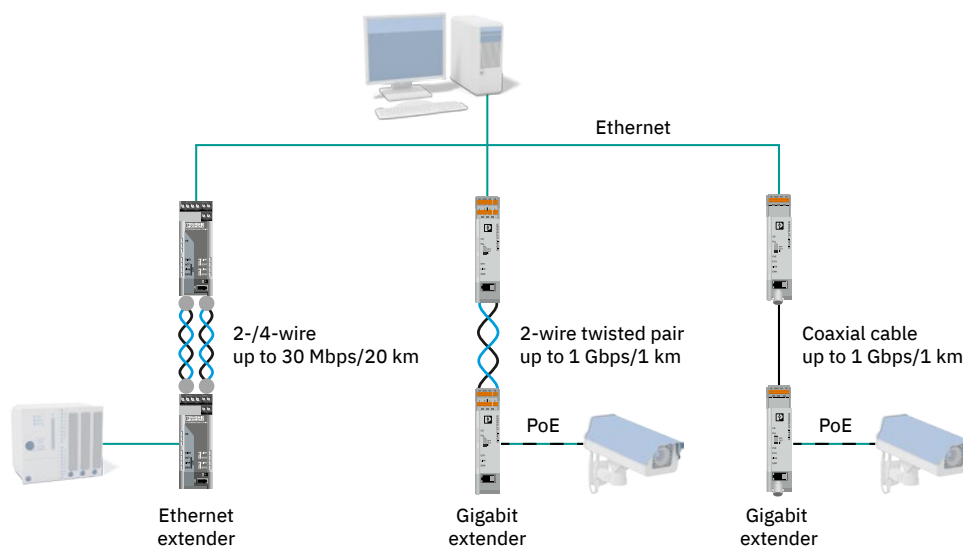 Ethernet
2-/4-wire
up to 30 Mbps/20 km
2-wire twisted pair
up to 1 Gbps/1 km
Coaxial cable
up to 1 Gbps/1 km
PoE
PoE
Ethernet
extender
Gigabit
extender
Gigabit
extender